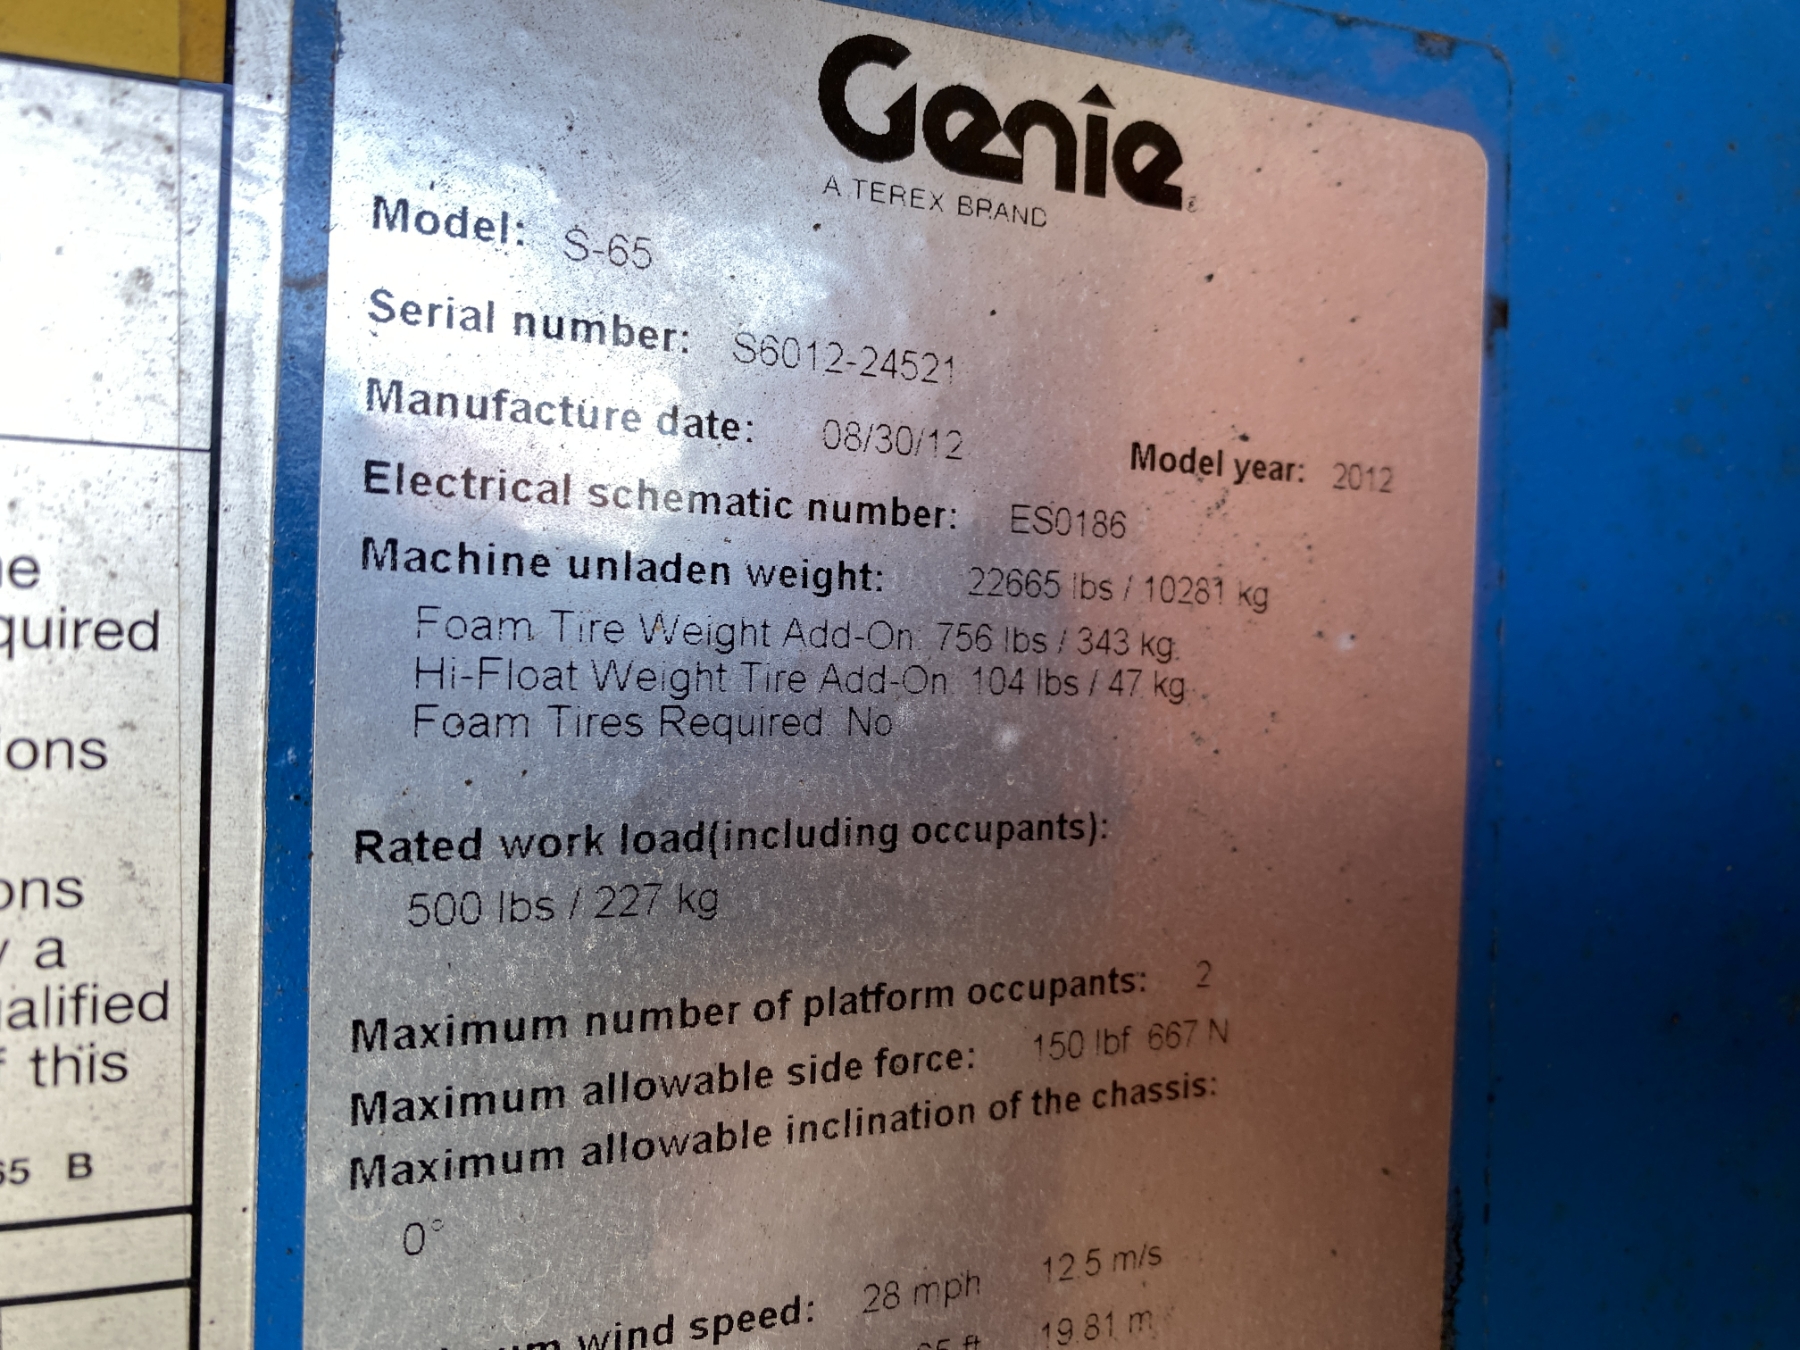 Genie
A TEREX BRAND
Model: S-65
Serial number: S6012-24521
Manufacture date: 08/30/12 Model year: 2012
Electrical schematic number: ES0186
Machine unladen weight: 22665 lbs / 10281 kg
Foam Tire Weight Add-On: 756 lbs / 343 kg.
Hi-Float Weight Tire Add-On: 104 lbs / 47 kg.
Foam Tires Required: No
Rated work load(including occupants):
500 lbs / 227 kg
Maximum number of platform occupants: 2
Maximum allowable side force: 150 lbf 667 N
Maximum allowable inclination of the chassis:
0°
wind speed: 28 mph 12.5 m/s
ft 19.81 m
quired
ons
a
alified
this
B